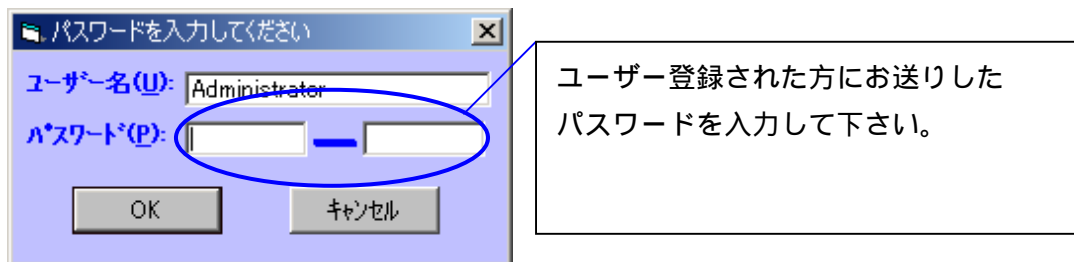 パスワードを入力してください
ユーザー名(U): Administrator
パスワード(P):
OK キャンセル
ユーザー登録された方にお送りした
パスワードを入力して下さい。